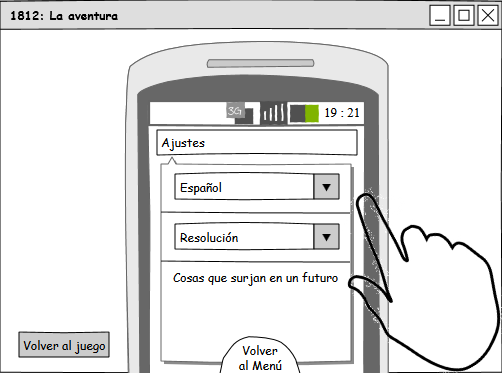 1812: La aventura
3G
19 : 21
Ajustes
Español
Resolución
Cosas que surjan en un futuro
Volver al juego
Volver
al Menú